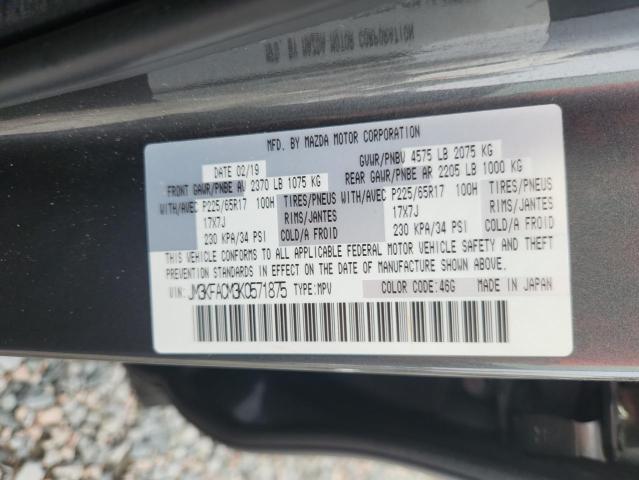 MFD. BY MAZDA MOTOR CORPORATION
DATE 02/19 GVWR/PNBV 4575 LB 2075 KG
FRONT GAWR/PNBE AV 2370 LB 1075 KG REAR GAWR/PNBE AR 2205 LB 1000 KG
WITH/AVEC P225/65R17 100H TIRES/PNEUS WITH/AVEC P225/65R17 100H TIRES/PNEUS
17X7J RIMS/JANTES 17X7J RIMS/JANTES
230 KPA/34 PSI COLD/A FROID 230 KPA/34 PSI COLD/A FROID
THIS VEHICLE CONFORMS TO ALL APPLICABLE FEDERAL MOTOR VEHICLE SAFETY AND THEFT
PREVENTION STANDARDS IN EFFECT ON THE DATE OF MANUFACTURE SHOWN ABOVE.
VIN: JM3KFACM3K0571875 TYPE: MPV COLOR CODE: 46G MADE IN JAPAN